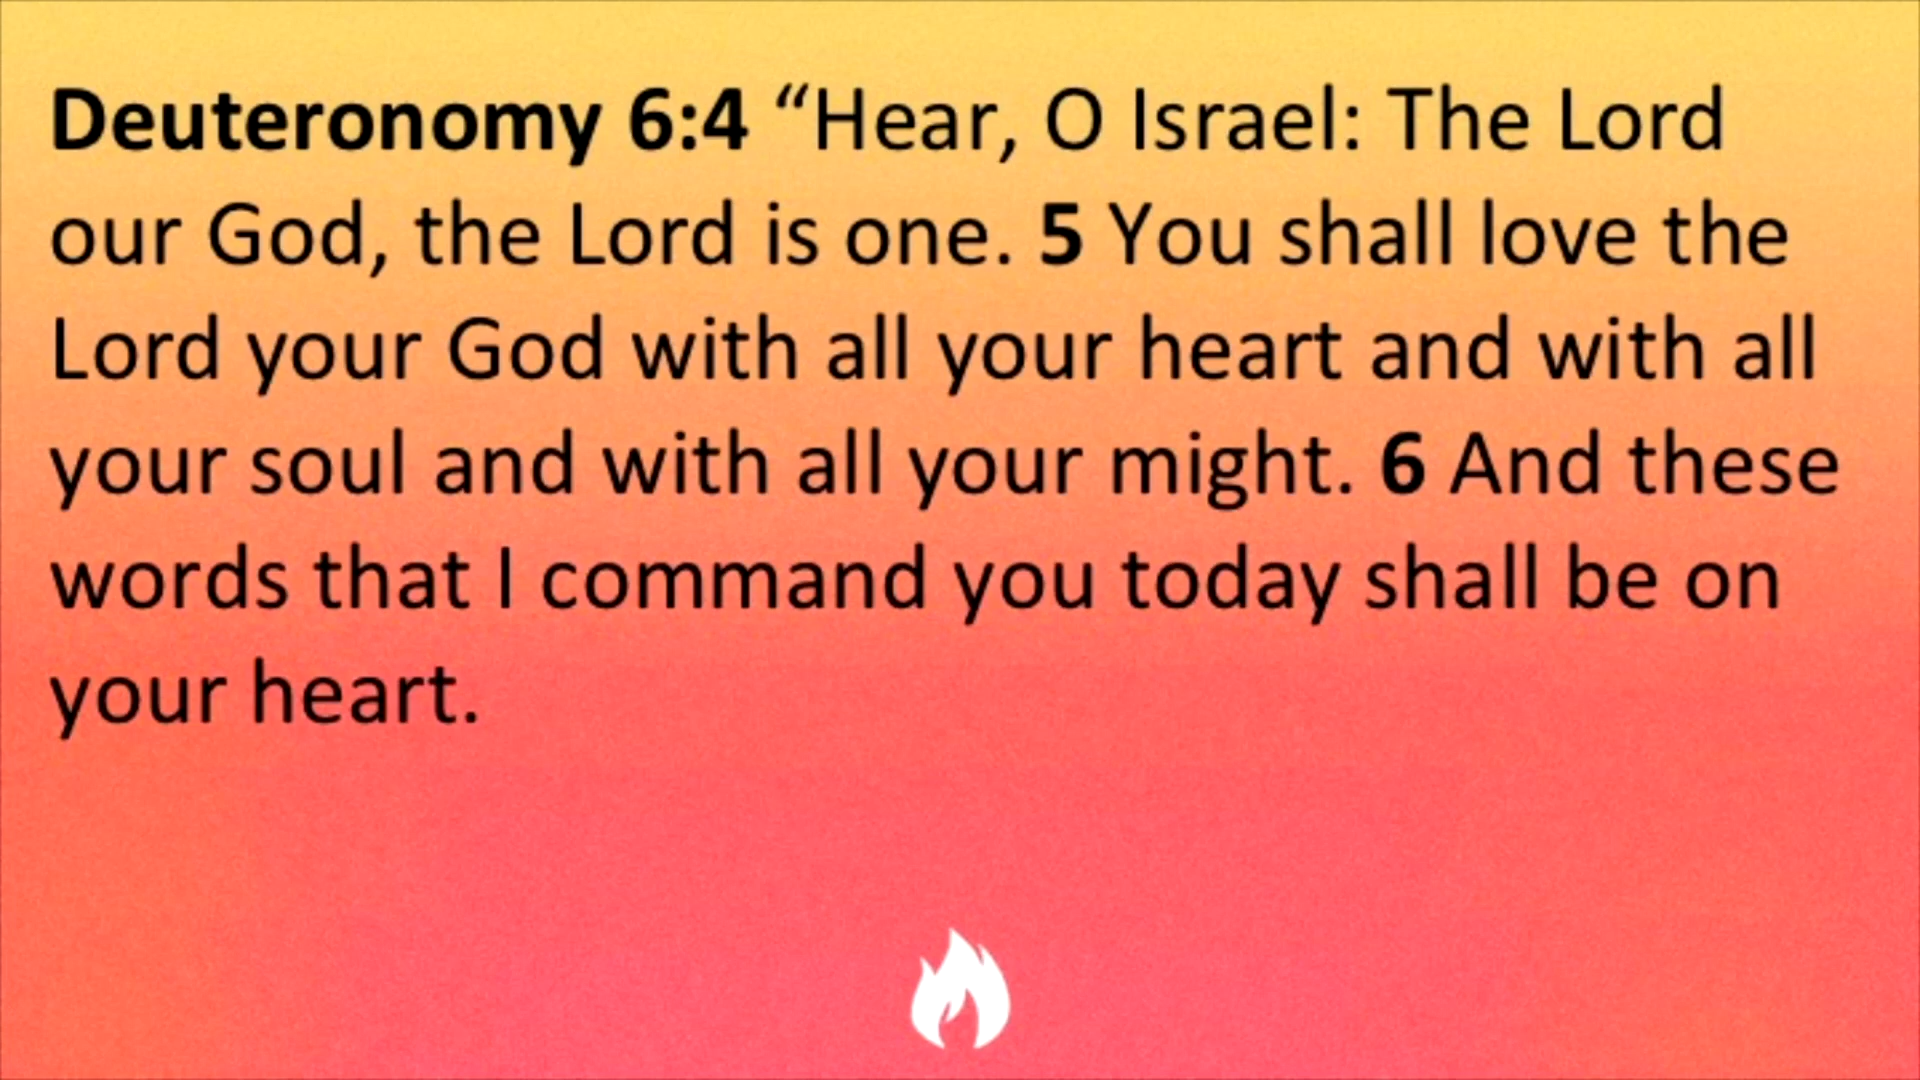 Deuteronomy 6:4 “Hear, O Israel: The Lord
our God, the Lord is one. 5 You shall love the
Lord your God with all your heart and with all
your soul and with all your might. 6 And these
words that I command you today shall be on
your heart.